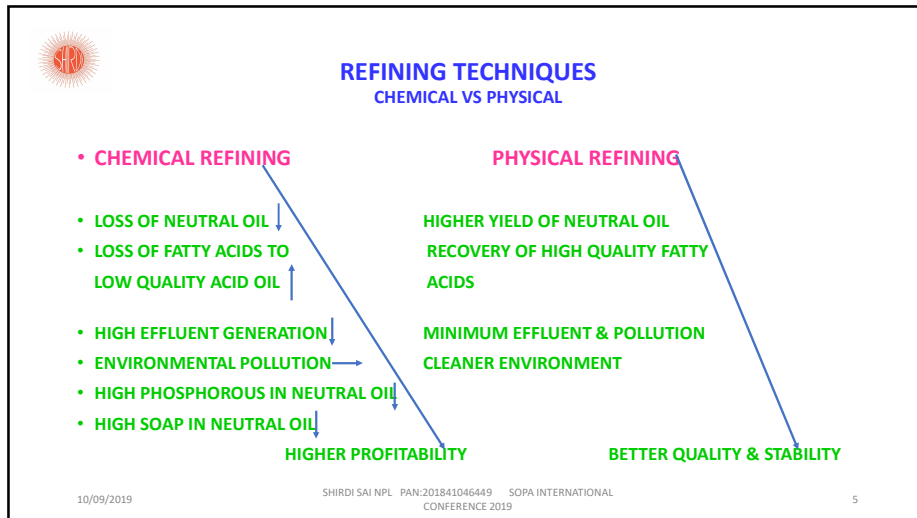 SHRD
REFINING TECHNIQUES
CHEMICAL VS PHYSICAL
• CHEMICAL REFINING PHYSICAL REFINING
• LOSS OF NEUTRAL OIL HIGHER YIELD OF NEUTRAL OIL
• LOSS OF FATTY ACIDS TO RECOVERY OF HIGH QUALITY FATTY
LOW QUALITY ACID OIL ACIDS
• HIGH EFFLUENT GENERATION MINIMUM EFFLUENT & POLLUTION
• ENVIRONMENTAL POLLUTION CLEANER ENVIRONMENT
• HIGH PHOSPHOROUS IN NEUTRAL OIL
• HIGH SOAP IN NEUTRAL OIL
HIGHER PROFITABILITY BETTER QUALITY & STABILITY
10/09/2019 SHIRDI SAI NPL PAN:201841046449 SOPA INTERNATIONAL 5
CONFERENCE 2019